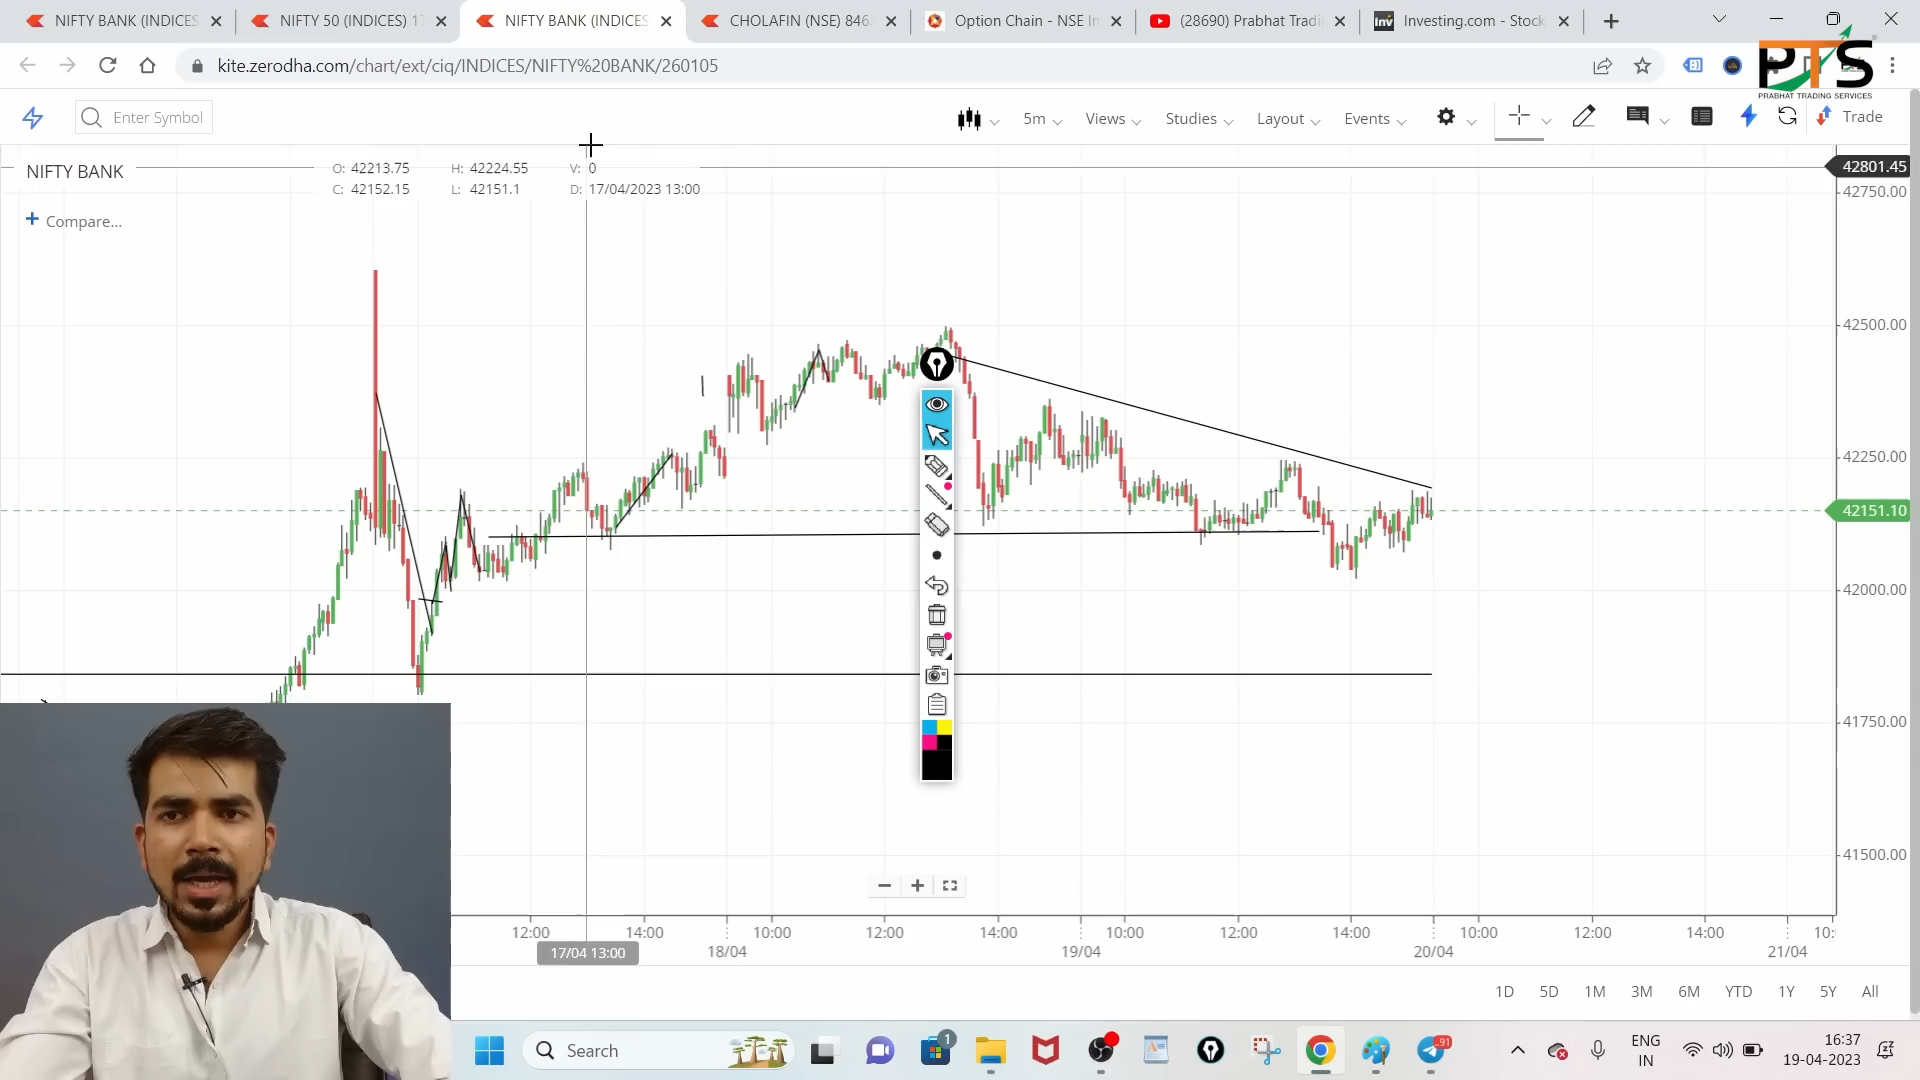 NIFTY BANK (INDICES
NIFTY 50 (INDICES) 17
NIFTY BANK (INDICES
CHOLAFIN (NSE) 846.
Option Chain - NSE In
(28690) Prabhat Tradi
Investing.com - Stock
kite.zerodha.com/chart/ext/ciq/INDICES/NIFTY%20BANK/260105
PTS
PRABHAT TRADING SERVICES
Enter Symbol
5m
Views
Studies
Layout
Events
Trade
NIFTY BANK
O: 42213.75
H: 42224.55
V: 0
C: 42152.15
L: 42151.1
D: 17/04/2023 13:00
Compare...
42801.45
42750.00
42500.00
42250.00
42151.10
42000.00
41750.00
41500.00
12:00
14:00
10:00
12:00
14:00
10:00
12:00
14:00
10:00
12:00
14:00
10:
17/04 13:00
18/04
19/04
20/04
21/04
1D
5D
1M
3M
6M
YTD
1Y
5Y
All
Search
1
91
ENG
IN
16:37
19-04-2023